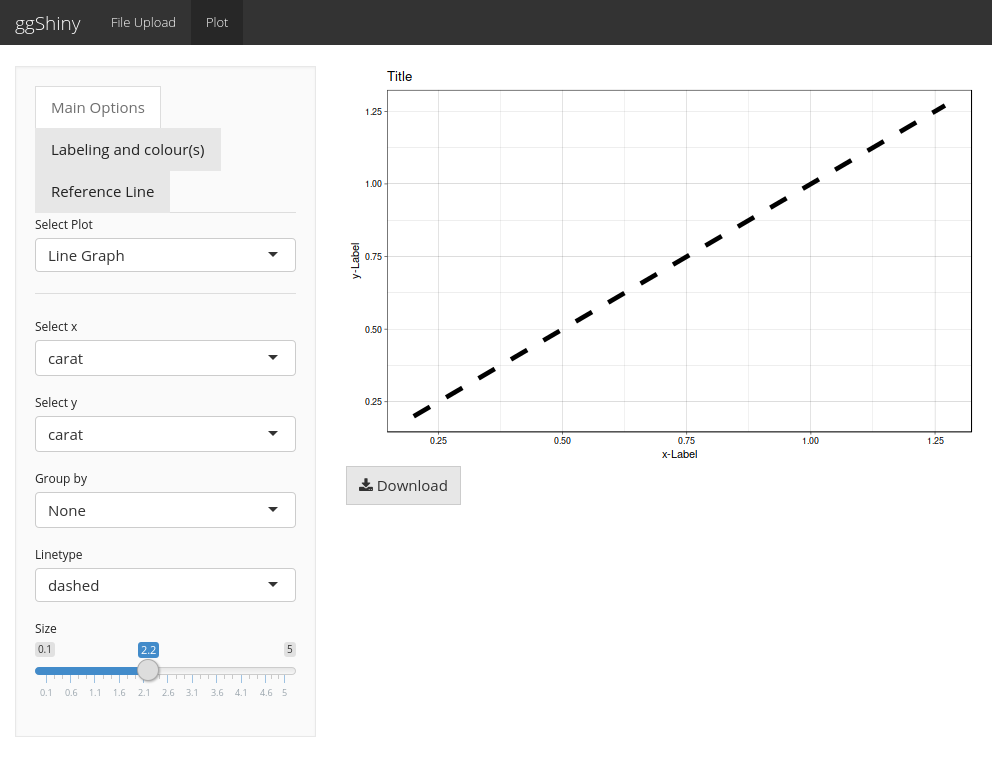 ggShiny File Upload Plot
Main Options
Labeling and colour(s)
Reference Line
Select Plot
Line Graph
Select x
carat
Select y
carat
Group by
None
Linetype
dashed
Size
0.1 2.2 5
0.1 0.6 1.1 1.6 2.1 2.6 3.1 3.6 4.1 4.6 5
Title
1.25
1.00
0.75
0.50
0.25
y-Label
0.25 0.50 0.75 1.00 1.25
x-Label
Download